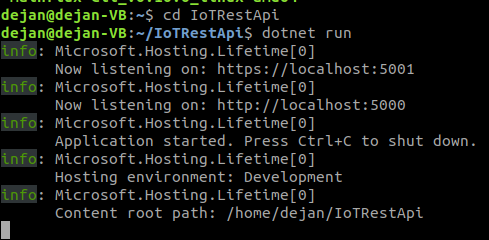 dejan@dejan-VB:~$ cd IoTRestApi
dejan@dejan-VB:~/IoTRestApi$ dotnet run
info: Microsoft.Hosting.Lifetime[0]
Now listening on: https://localhost:5001
info: Microsoft.Hosting.Lifetime[0]
Now listening on: http://localhost:5000
info: Microsoft.Hosting.Lifetime[0]
Application started. Press Ctrl+C to shut down.
info: Microsoft.Hosting.Lifetime[0]
Hosting environment: Development
info: Microsoft.Hosting.Lifetime[0]
Content root path: /home/dejan/IoTRestApi